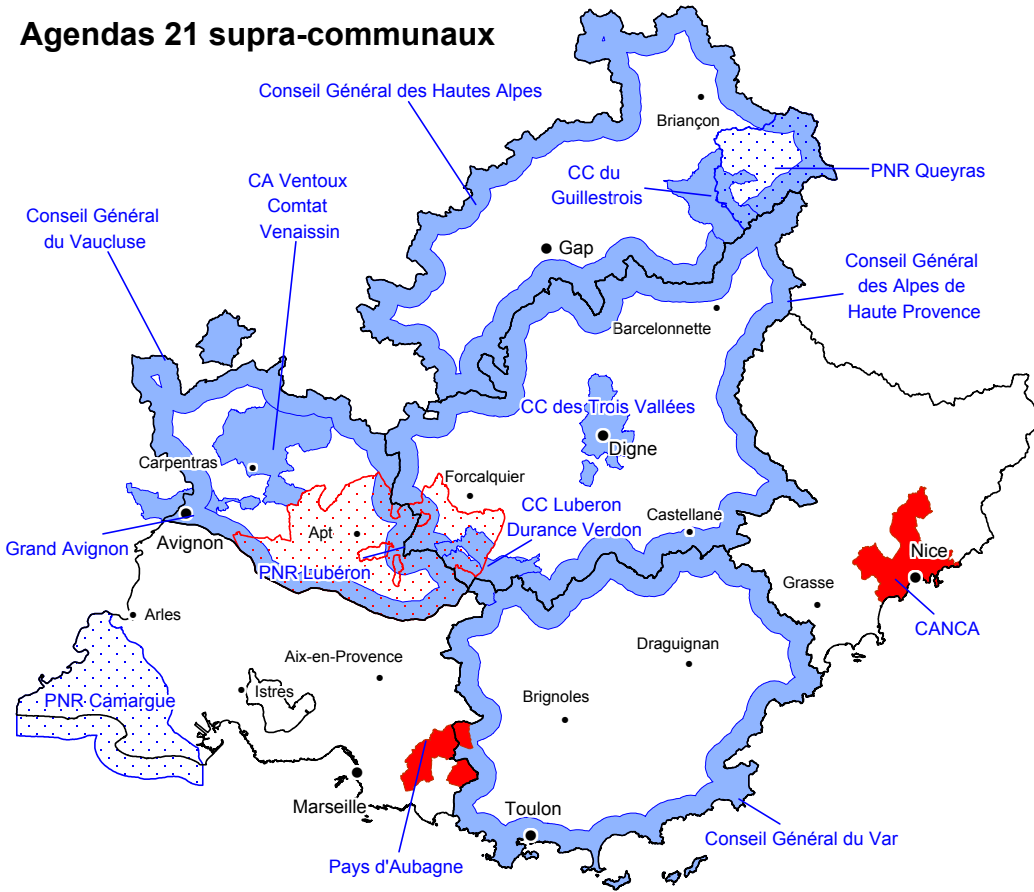 Agendas 21 supra-communaux
Conseil Général des Hautes Alpes
Briançon
PNR Queyras
CC du
Guillestrois
CA Ventoux
Comtat
Venaissin
Conseil Général
du Vaucluse
Gap
Conseil Général
des Alpes de
Haute Provence
Barcelonnette
CC des Trois Vallées
Digne
Carpentras
Forcalquier
CC Luberon
Durance Verdon
Castellane
Grand Avignon
Avignon
Apt
PNR Lubéron
Nice
Grasse
CANCA
Arles
Aix-en-Provence
Draguignan
PNR Camargue
Istres
Brignoles
Marseille
Toulon
Conseil Général du Var
Pays d'Aubagne